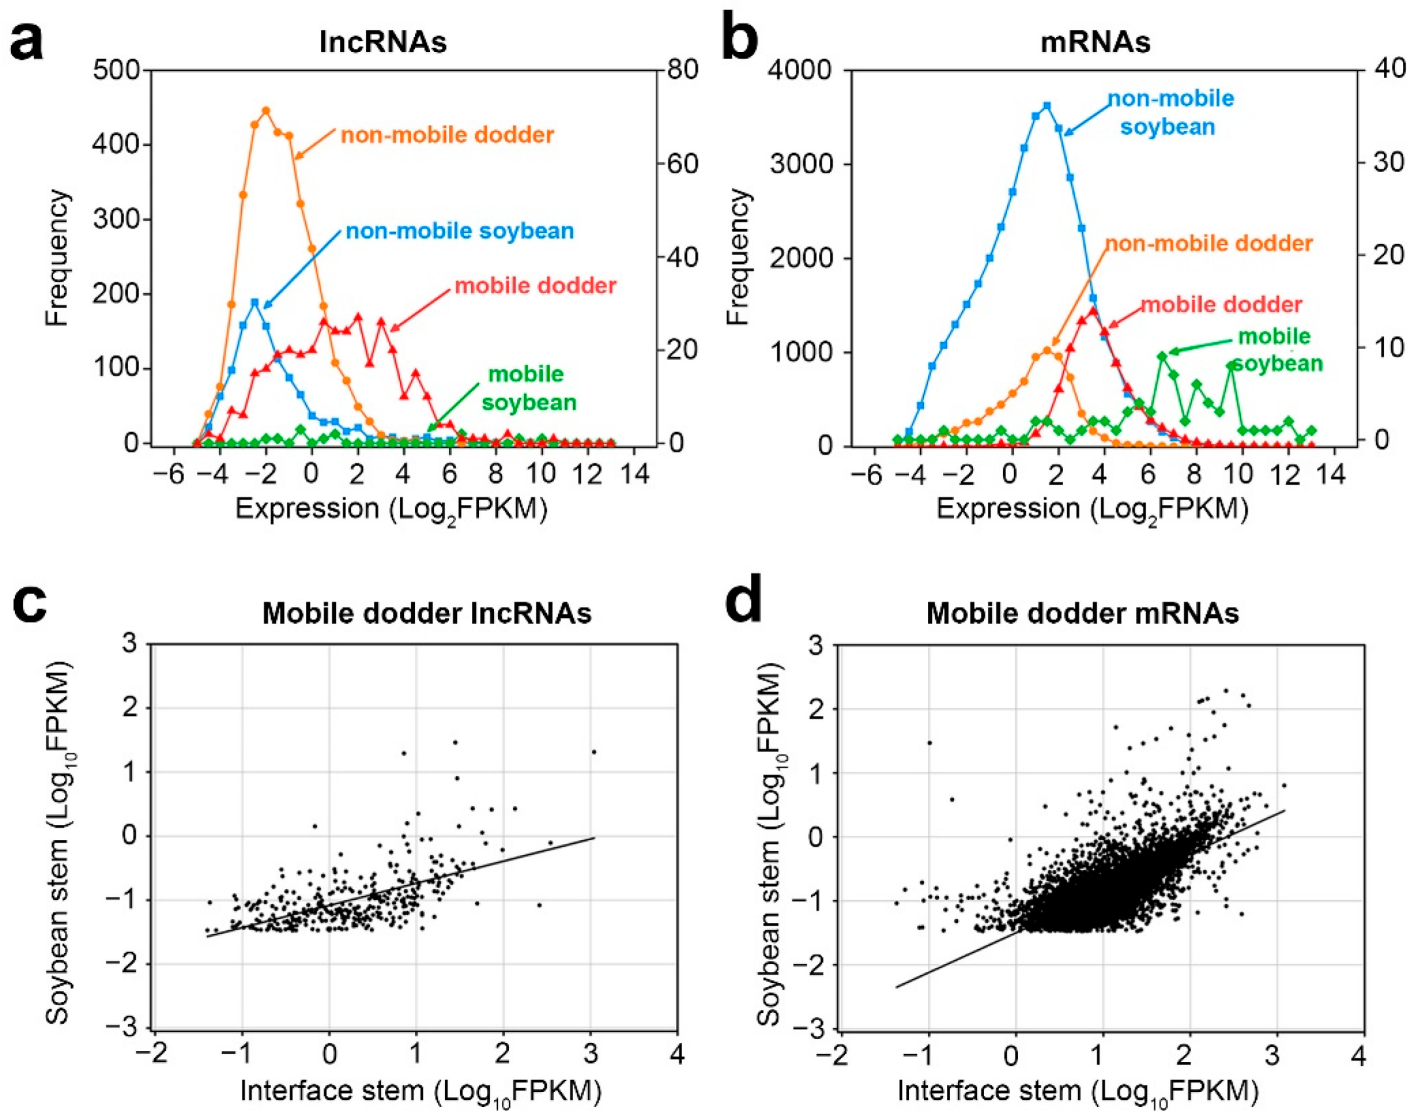 a
lncRNAs
500
400
300
200
100
0
80
60
40
20
0
Frequency
non-mobile dodder
non-mobile soybean
mobile dodder
mobile
soybean
−6 −4 −2 0 2 4 6 8 10 12 14
Expression (Log2FPKM)
b
mRNAs
4000
3000
2000
1000
0
40
30
20
10
0
Frequency
non-mobile
soybean
non-mobile dodder
mobile dodder
mobile
soybean
−6 −4 −2 0 2 4 6 8 10 12 14
Expression (Log2FPKM)
c
Mobile dodder lncRNAs
3
2
1
0
−1
−2
−3
Soybean stem (Log10FPKM)
−2 −1 0 1 2 3 4
Interface stem (Log10FPKM)
d
Mobile dodder mRNAs
3
2
1
0
−1
−2
−3
Soybean stem (Log10FPKM)
−2 −1 0 1 2 3 4
Interface stem (Log10FPKM)